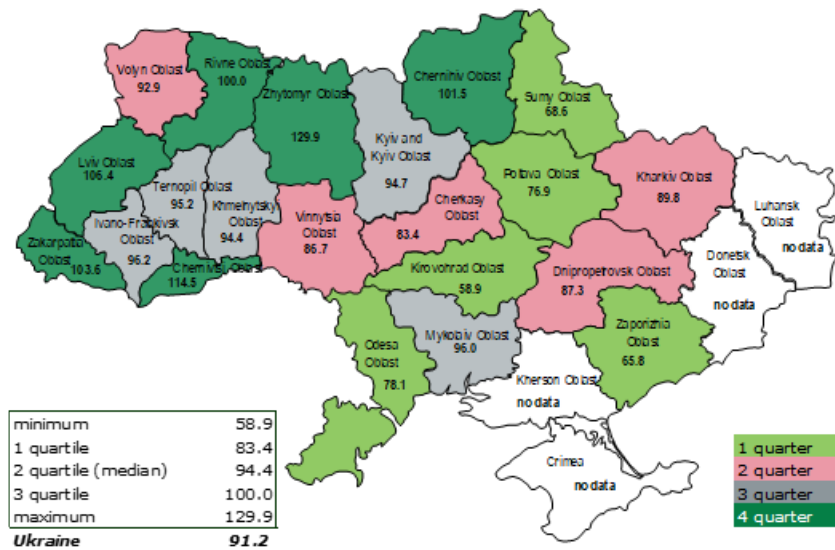 Volyn Oblast
92.9
Rivne Oblast
100.0
Zhytomyr Oblast
129.9
Kyiv and
Kyiv Oblast
94.7
Chernihiv Oblast
101.5
Sumy Oblast
68.6
Lviv Oblast
106.4
Ternopil Oblast
95.2
Khmelnytskyi
Oblast
94.4
Ivano-Frankivsk
Oblast
96.2
Zakarpattia
Oblast
103.6
Chernivtsi Oblast
114.5
Vinnytsia
Oblast
86.7
Cherkasy
Oblast
83.4
Poltava Oblast
76.9
Kharkiv Oblast
89.8
Luhansk
Oblast
no data
Donetsk
Oblast
no data
Kirovohrad Oblast
58.9
Dnipropetrovsk Oblast
87.3
Zaporizhia
Oblast
65.8
Odesa
Oblast
78.1
Mykolaiv Oblast
96.0
Kherson Oblast
no data
Crimea
no data
minimum 58.9
1 quartile 83.4
2 quartile (median) 94.4
3 quartile 100.0
maximum 129.9
Ukraine 91.2
1 quarter
2 quarter
3 quarter
4 quarter